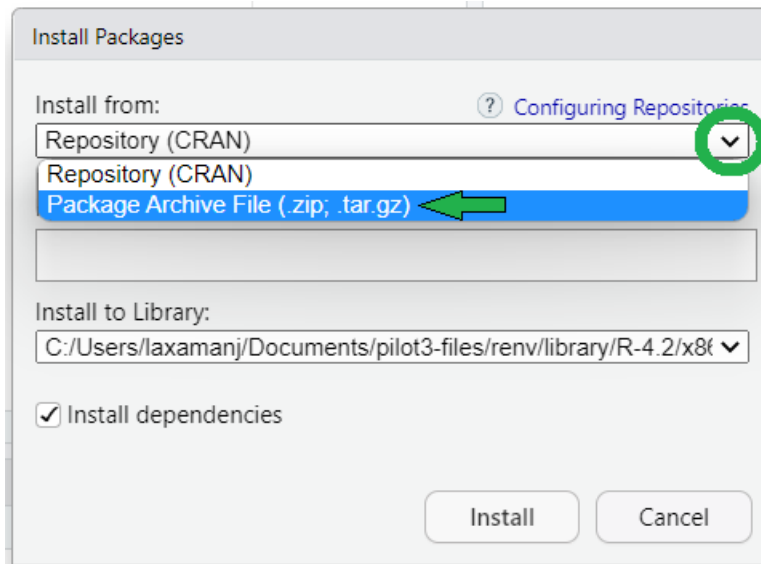 Install Packages
Install from:
? Configuring Repositories
Repository (CRAN)
Repository (CRAN)
Package Archive File (.zip; .tar.gz)
Install to Library:
C:/Users/laxamanj/Documents/pilot3-files/renv/library/R-4.2/x86
Install dependencies
Install
Cancel